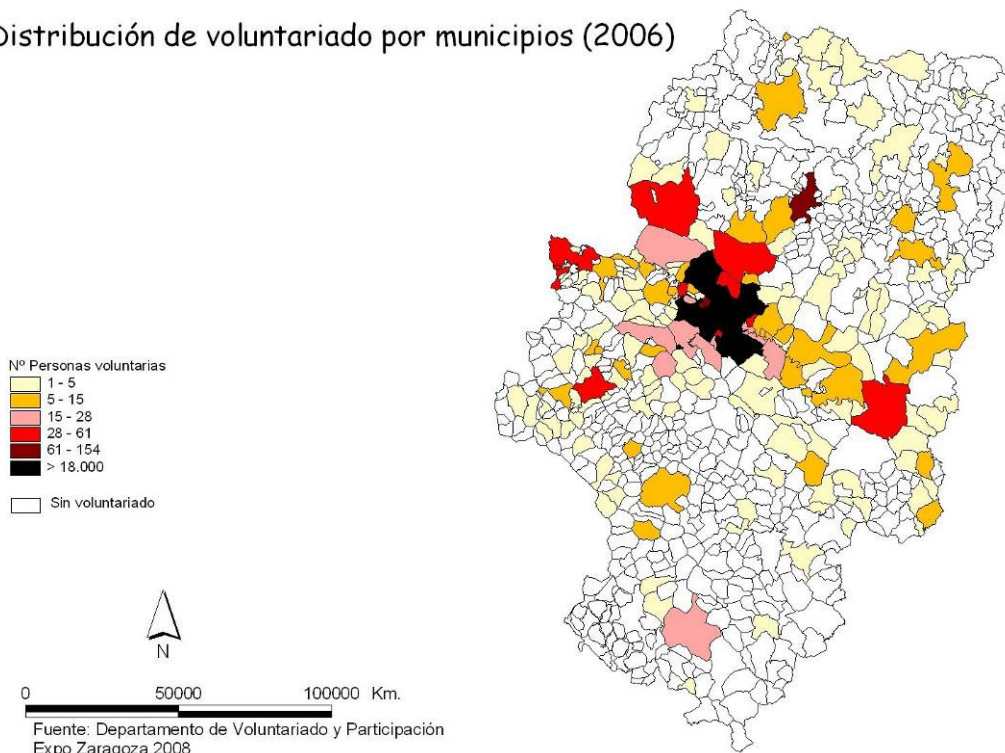 Distribución de voluntariado por municipios (2006)
Nº Personas voluntarias
1 - 5
5 - 15
15 - 28
28 - 61
61 - 154
> 18.000
Sin voluntariado
N
0 50000 100000 Km.
Fuente: Departamento de Voluntariado y Participación
Expo Zaragoza 2008